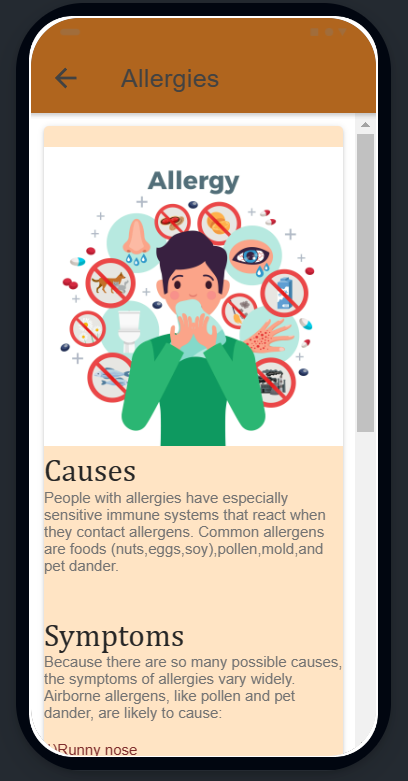 Allergies
Allergy
Causes
People with allergies have especially
sensitive immune systems that react when
they contact allergens. Common allergens
are foods (nuts,eggs,soy),pollen,mold,and
pet dander.
Symptoms
Because there are so many possible causes,
the symptoms of allergies vary widely.
Airborne allergens, like pollen and pet
dander, are likely to cause:
Runny nose